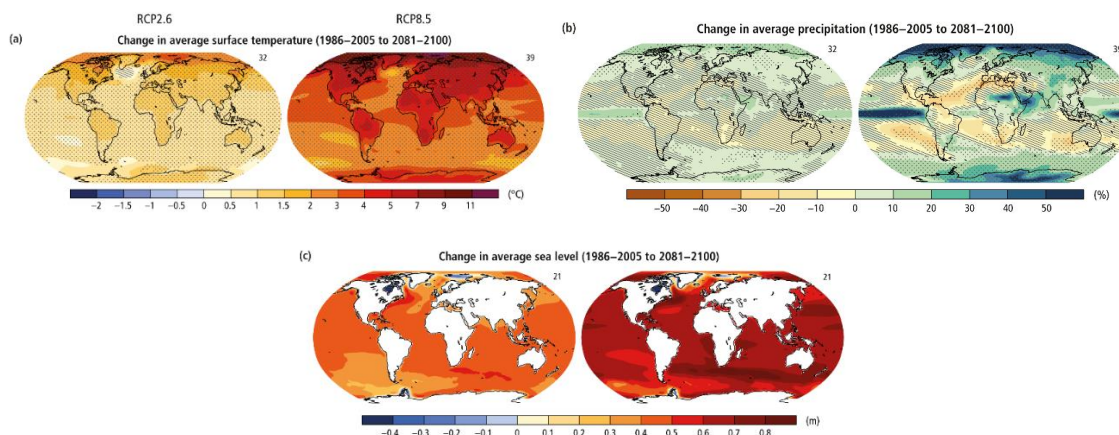 RCP2.6 RCP8.5
(a) Change in average surface temperature (1986–2005 to 2081–2100)
32 39
−2 −1.5 −1 −0.5 0 0.5 1 1.5 2 3 4 5 7 9 11 (°C)
(b) Change in average precipitation (1986–2005 to 2081–2100)
32 39
−50 −40 −30 −20 −10 0 10 20 30 40 50 (%)
(c) Change in average sea level (1986–2005 to 2081–2100)
21 21
−0.4 −0.3 −0.2 −0.1 0 0.1 0.2 0.3 0.4 0.5 0.6 0.7 0.8 (m)